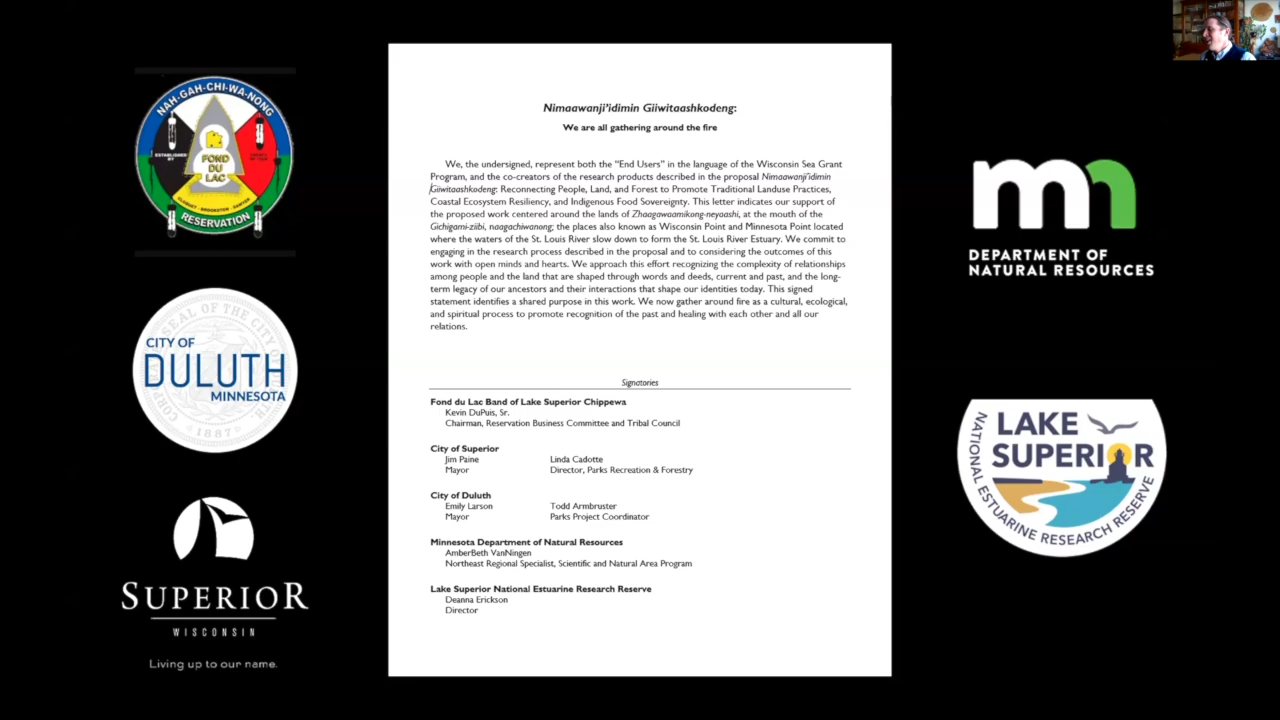 NAH-GAH-CHI-WA-NONG
ESTABLISHED
BY
FOND
DU
LAC
RESERVATION
CITY OF
DULUTH
MINNESOTA
1887
SUPERIOR
WISCONSIN
Living up to our name.
Nimaawanji’idimin Giiwitaashkodeng:
We are all gathering around the fire
We, the undersigned, represent both the “End Users” in the language of the Wisconsin Sea Grant
Program, and the co-creators of the research products described in the proposal Nimaawanji’idimin
Giiwitaashkodeng: Reconnecting People, Land, and Forest to Promote Traditional Landuse Practices,
Coastal Ecosystem Resiliency, and Indigenous Food Sovereignty. This letter indicates our support of
the proposed work centered around the lands of Zhaagawaamikong-neyaashi, at the mouth of the
Gichigami-ziibi, naagachiwanong; the places also known as Wisconsin Point and Minnesota Point located
where the waters of the St. Louis River slow down to form the St. Louis River Estuary. We commit to
engaging in the research process described in the proposal and to considering the outcomes of this
work with open minds and hearts. We approach this effort recognizing the complexity of relationships
among people and the land that are shaped through words and deeds, current and past, and the long-
term legacy of our ancestors and their interactions that shape our identities today. This signed
statement identifies a shared purpose in this work. We now gather around fire as a cultural, ecological,
and spiritual process to promote recognition of the past and healing with each other and all our
relations.
Signatories
Fond du Lac Band of Lake Superior Chippewa
Kevin DuPuis, Sr.
Chairman, Reservation Business Committee and Tribal Council
City of Superior
Jim Paine Linda Cadotte
Mayor Director, Parks Recreation & Forestry
City of Duluth
Emily Larson Todd Armbruster
Mayor Parks Project Coordinator
Minnesota Department of Natural Resources
AmberBeth VanNingen
Northeast Regional Specialist, Scientific and Natural Area Program
Lake Superior National Estuarine Research Reserve
Deanna Erickson
Director
mn
DEPARTMENT OF
NATURAL RESOURCES
LAKE
SUPERIOR
NATIONAL ESTUARINE RESEARCH RESERVE